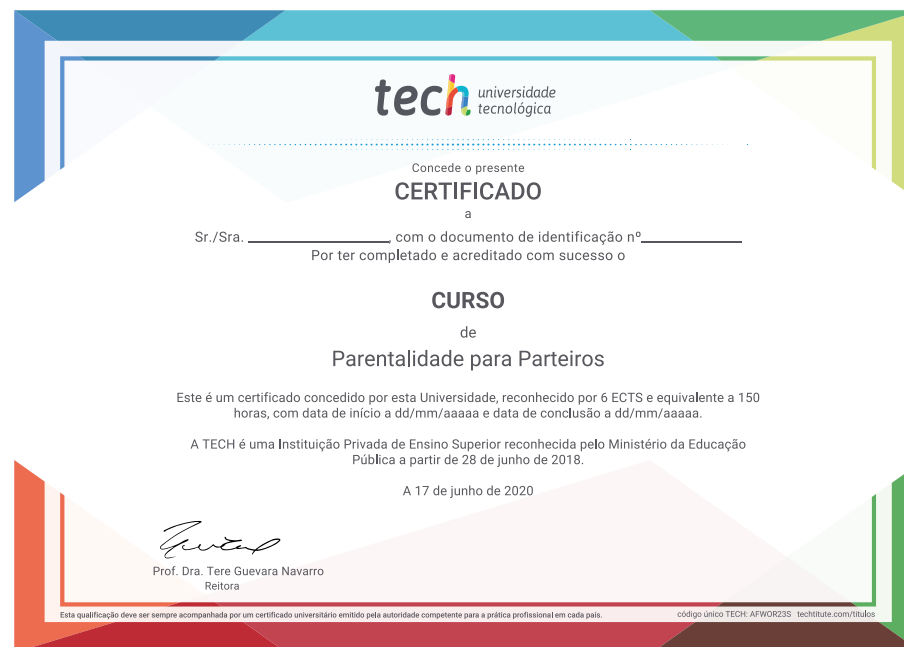 tech universidade
tecnológica
Concede o presente
CERTIFICADO
a
Sr./Sra. ____________, com o documento de identificação nº____________
Por ter completado e acreditado com sucesso o
CURSO
de
Parentalidade para Parteiros
Este é um certificado concedido por esta Universidade, reconhecido por 6 ECTS e equivalente a 150
horas, com data de início a dd/mm/aaaaa e data de conclusão a dd/mm/aaaaa.
A TECH é uma Instituição Privada de Ensino Superior reconhecida pelo Ministério da Educação
Pública a partir de 28 de junho de 2018.
A 17 de junho de 2020
Prof. Dra. Tere Guevara Navarro
Reitora
Esta qualificação deve ser sempre acompanhada por um certificado universitário emitido pela autoridade competente para a prática profissional em cada país.
código único TECH: AFWOR23S techtitute.com/titulos